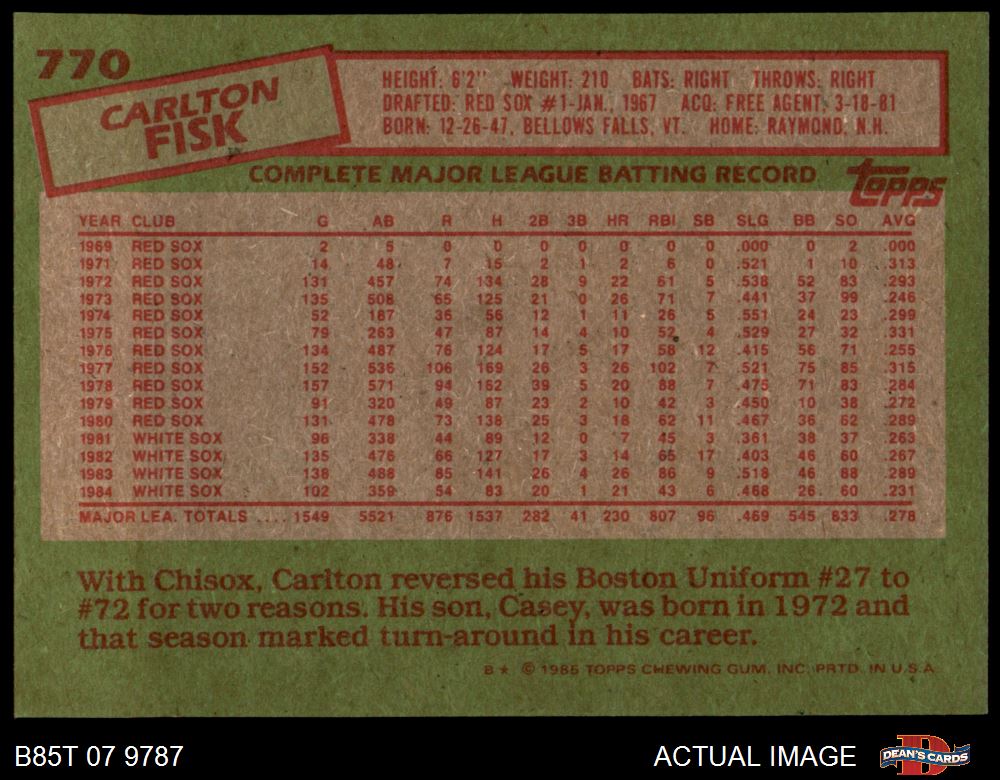 770
CARLTON
FISK
HEIGHT: 6'2" WEIGHT: 210 BATS: RIGHT THROWS: RIGHT
DRAFTED: RED SOX #1-JAN., 1967 ACQ: FREE AGENT, 3-18-81
BORN: 12-26-47, BELLOWS FALLS, VT. HOME: RAYMOND, N.H.
COMPLETE MAJOR LEAGUE BATTING RECORD
topps
YEAR CLUB G AB R H 2B 3B HR RBI SB SLG BB SO AVG
1969 RED SOX 2 5 0 0 0 0 0 0 0 .000 0 2 .000
1971 RED SOX 14 48 7 15 2 1 2 6 0 .521 1 10 .313
1972 RED SOX 131 457 74 134 28 9 22 61 5 .538 52 83 .293
1973 RED SOX 135 508 65 125 21 0 26 71 7 .441 37 99 .246
1974 RED SOX 52 187 36 56 12 1 11 26 5 .551 24 23 .299
1975 RED SOX 79 263 47 87 14 4 10 52 4 .529 27 32 .331
1976 RED SOX 134 487 76 124 17 5 17 58 12 .415 56 71 .255
1977 RED SOX 152 536 106 169 26 3 26 102 7 .521 75 85 .315
1978 RED SOX 157 571 94 162 39 5 20 88 7 .475 71 83 .284
1979 RED SOX 91 320 49 87 23 2 10 42 3 .450 10 38 .272
1980 RED SOX 131 478 73 138 25 3 18 62 11 .467 36 62 .289
1981 WHITE SOX 96 338 44 89 12 0 7 45 3 .361 38 37 .263
1982 WHITE SOX 135 476 66 127 17 3 14 65 17 .403 46 60 .267
1983 WHITE SOX 138 488 85 141 26 4 26 86 9 .518 46 88 .289
1984 WHITE SOX 102 359 54 83 20 1 21 43 6 .468 26 60 .231
MAJOR LEA. TOTALS .... 1549 5521 876 1537 282 41 230 807 96 .469 545 833 .278
With Chisox, Carlton reversed his Boston Uniform #27 to
#72 for two reasons. His son, Casey, was born in 1972 and
that season marked turn-around in his career.
B★ © 1985 TOPPS CHEWING GUM, INC. PRTD. IN U.S.A.
B85T 07 9787 ACTUAL IMAGE DEAN'S CARDS